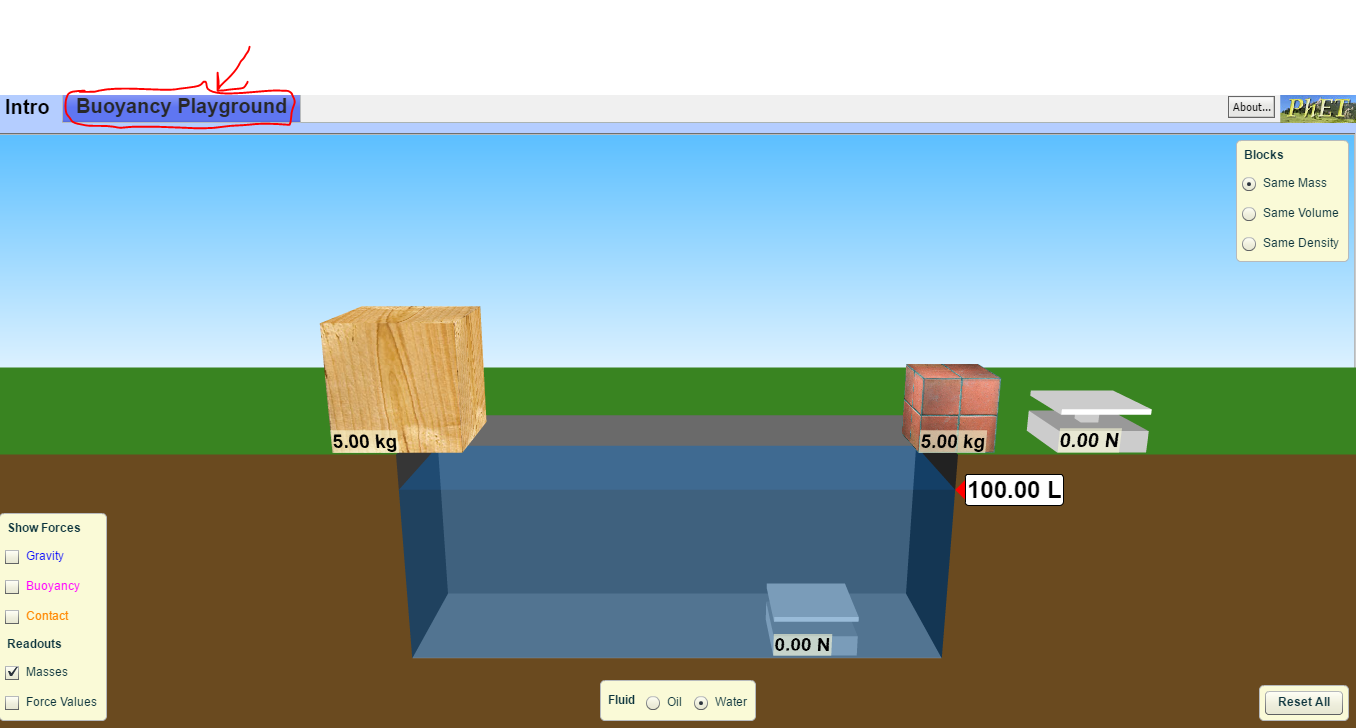 Intro
Buoyancy Playground
About...
PhET
Blocks
Same Mass
Same Volume
Same Density
5.00 kg
5.00 kg
0.00 N
100.00 L
Show Forces
Gravity
Buoyancy
Contact
Readouts
Masses
Force Values
0.00 N
Fluid
Oil
Water
Reset All